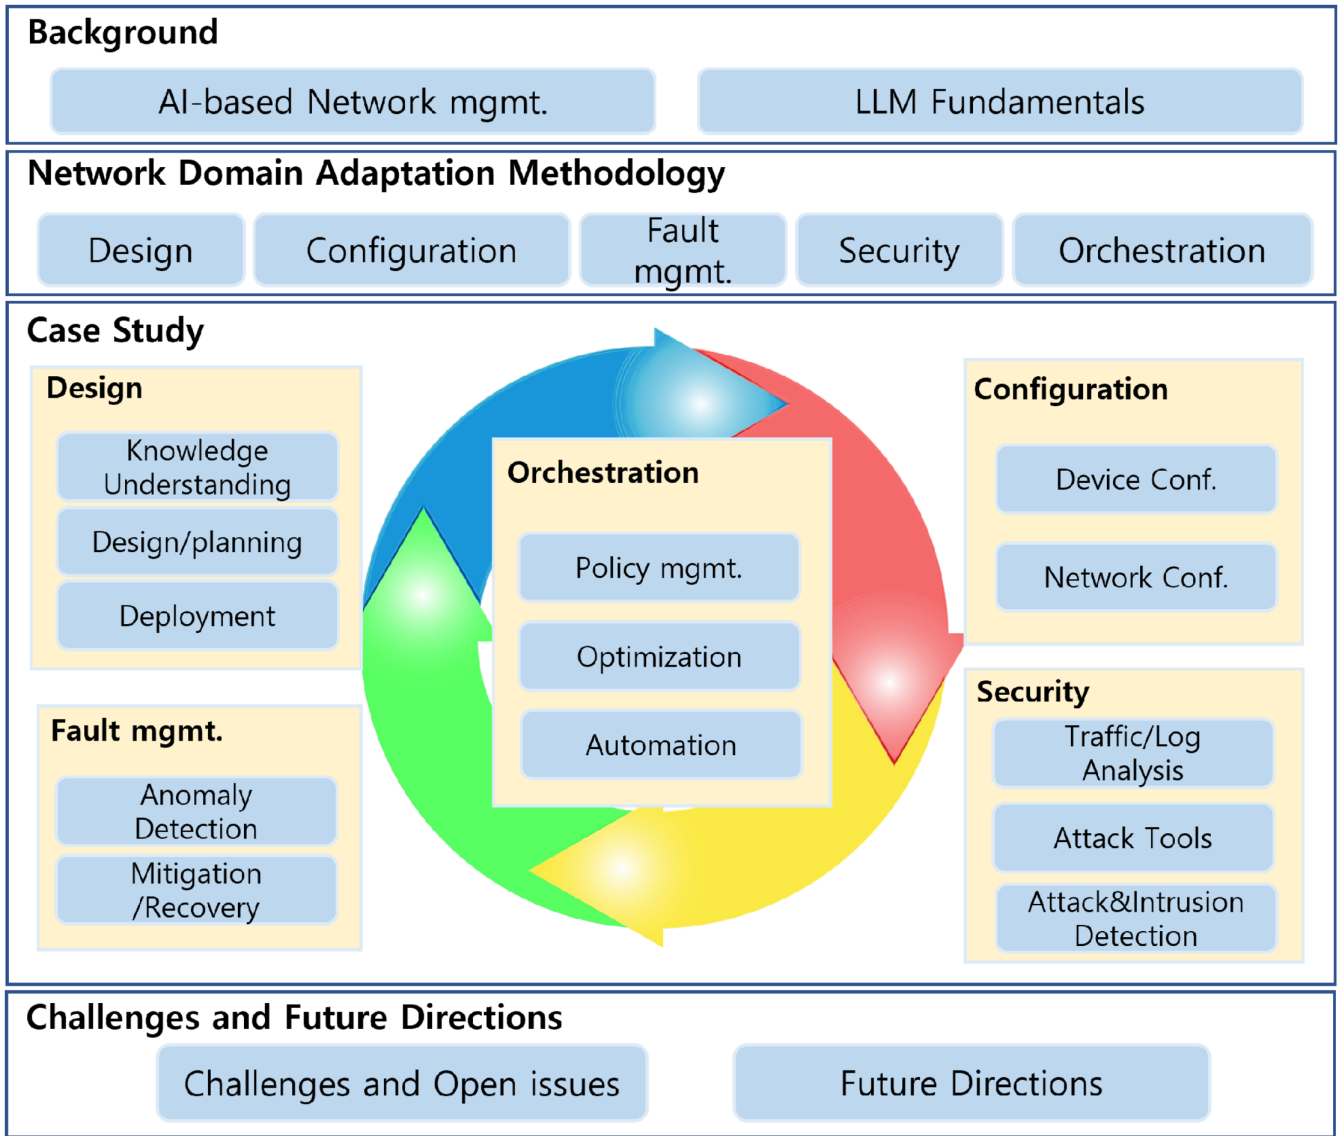 Background
AI-based Network mgmt.
LLM Fundamentals
Network Domain Adaptation Methodology
Design
Configuration
Fault
mgmt.
Security
Orchestration
Case Study
Design
Knowledge
Understanding
Design/planning
Deployment
Orchestration
Policy mgmt.
Optimization
Automation
Configuration
Device Conf.
Network Conf.
Fault mgmt.
Anomaly
Detection
Mitigation
/Recovery
Security
Traffic/Log
Analysis
Attack Tools
Attack&Intrusion
Detection
Challenges and Future Directions
Challenges and Open issues
Future Directions